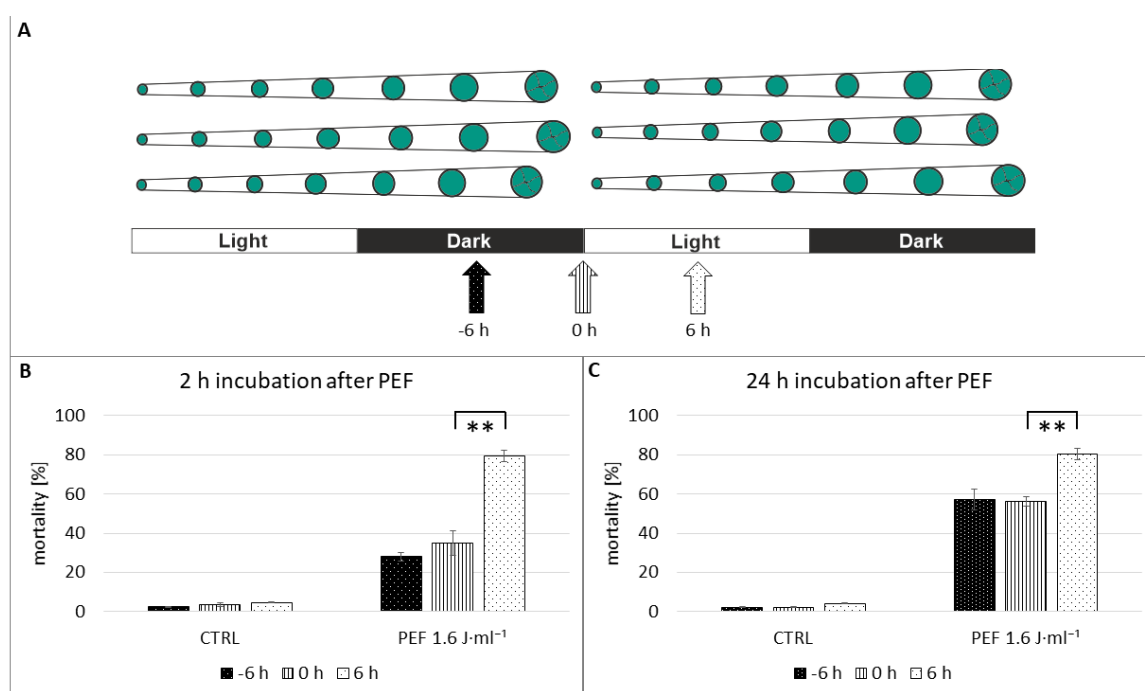 A
Light Dark Light Dark
-6 h 0 h 6 h
B
2 h incubation after PEF
mortality [%]
100
80
60
40
20
0
**
CTRL PEF 1.6 J·ml⁻¹
-6 h 0 h 6 h
C
24 h incubation after PEF
mortality [%]
100
80
60
40
20
0
**
CTRL PEF 1.6 J·ml⁻¹
-6 h 0 h 6 h